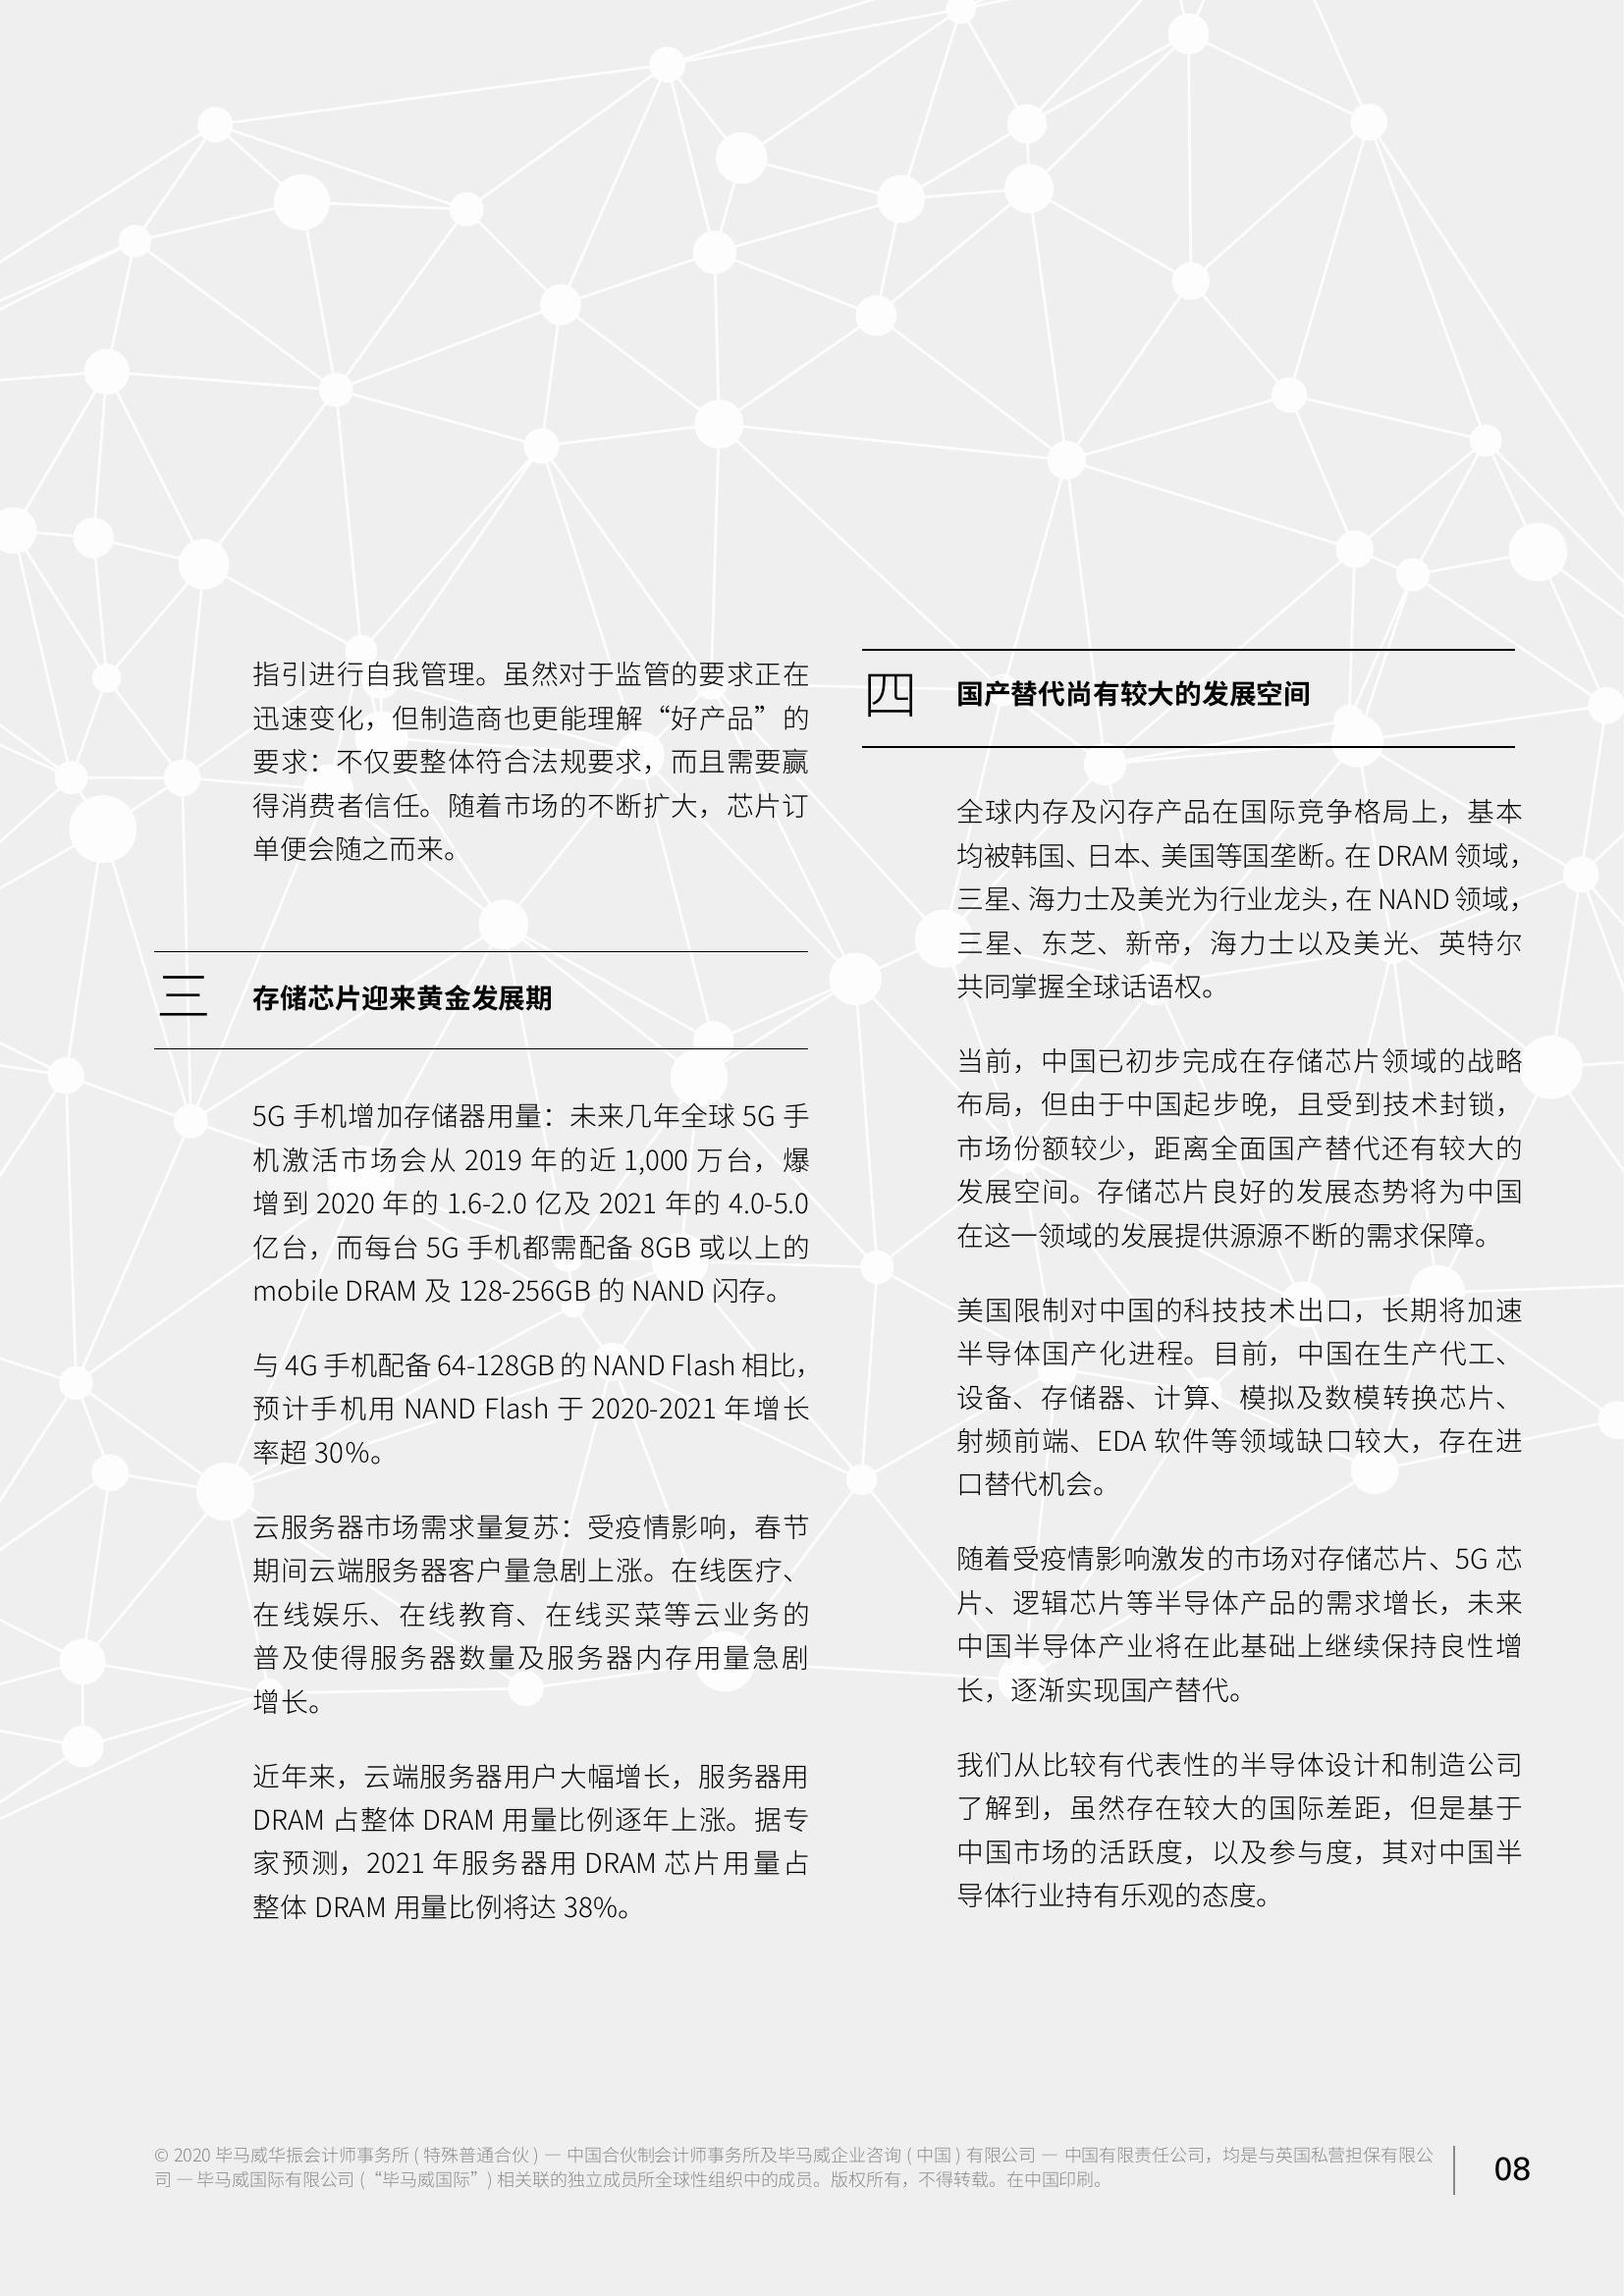 指引进行自我管理。虽然对于监管的要求正在
迅速变化，但制造商也更能理解“好产品”的
要求：不仅要整体符合法规要求，而且需要赢
得消费者信任。随着市场的不断扩大，芯片订
单便会随之而来。
三 存储芯片迎来黄金发展期
5G 手机增加存储器用量：未来几年全球 5G 手
机激活市场会从 2019 年的近 1,000 万台，爆
增到 2020 年的 1.6-2.0 亿及 2021 年的 4.0-5.0
亿台，而每台 5G 手机都需配备 8GB 或以上的
mobile DRAM 及 128-256GB 的 NAND 闪存。
与 4G 手机配备 64-128GB 的 NAND Flash 相比，
预计手机用 NAND Flash 于 2020-2021 年增长
率超 30%。
云服务器市场需求量复苏：受疫情影响，春节
期间云端服务器客户量急剧上涨。在线医疗、
在线娱乐、在线教育、在线买菜等云业务的
普及使得服务器数量及服务器内存用量急剧
增长。
近年来，云端服务器用户大幅增长，服务器用
DRAM 占整体 DRAM 用量比例逐年上涨。据专
家预测，2021 年服务器用 DRAM 芯片用量占
整体 DRAM 用量比例将达 38%。
四 国产替代尚有较大的发展空间
全球内存及闪存产品在国际竞争格局上，基本
均被韩国、日本、美国等国垄断。在 DRAM 领域，
三星、海力士及美光为行业龙头，在 NAND 领域，
三星、东芝、新帝，海力士以及美光、英特尔
共同掌握全球话语权。
当前，中国已初步完成在存储芯片领域的战略
布局，但由于中国起步晚，且受到技术封锁，
市场份额较少，距离全面国产替代还有较大的
发展空间。存储芯片良好的发展态势将为中国
在这一领域的发展提供源源不断的需求保障。
美国限制对中国的科技技术出口，长期将加速
半导体国产化进程。目前，中国在生产代工、
设备、存储器、计算、模拟及数模转换芯片、
射频前端、EDA 软件等领域缺口较大，存在进
口替代机会。
随着受疫情影响激发的市场对存储芯片、5G 芯
片、逻辑芯片等半导体产品的需求增长，未来
中国半导体产业将在此基础上继续保持良性增
长，逐渐实现国产替代。
我们从比较有代表性的半导体设计和制造公司
了解到，虽然存在较大的国际差距，但是基于
中国市场的活跃度，以及参与度，其对中国半
导体行业持有乐观的态度。
© 2020 毕马威华振会计师事务所 ( 特殊普通合伙 ) — 中国合伙制会计师事务所及毕马威企业咨询 ( 中国 ) 有限公司 — 中国有限责任公司，均是与英国私营担保有限公
司 — 毕马威国际有限公司 (“毕马威国际”) 相关联的独立成员所全球性组织中的成员。版权所有，不得转载。在中国印刷。
08